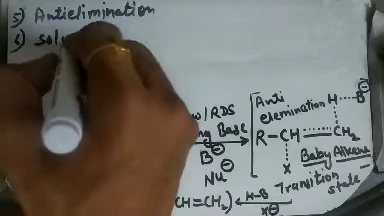 5) Antielimination
6) Sol
w/RDS
ng Base
B⊖
Nu⊖
Anti
elemination H B⊖
R-CH CH2
X
Baby Alkene
Transition
state
CH=CH2) H-B
X⊖